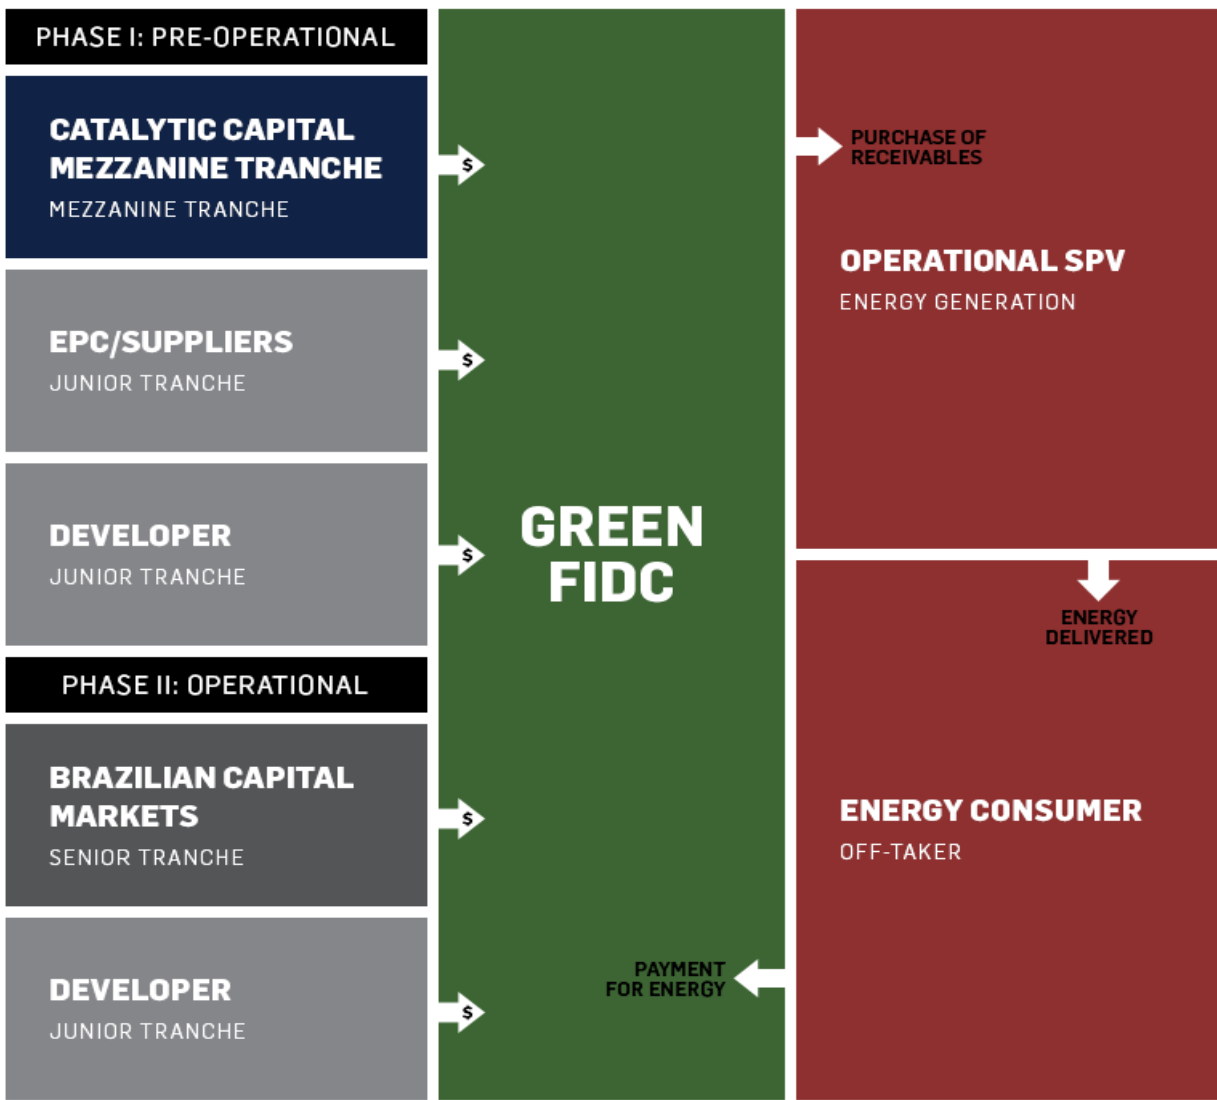 PHASE I: PRE-OPERATIONAL
CATALYTIC CAPITAL
MEZZANINE TRANCHE
MEZZANINE TRANCHE
$
EPC/SUPPLIERS
JUNIOR TRANCHE
$
DEVELOPER
JUNIOR TRANCHE
$
PHASE II: OPERATIONAL
BRAZILIAN CAPITAL
MARKETS
SENIOR TRANCHE
$
DEVELOPER
JUNIOR TRANCHE
$
GREEN
FIDC
PURCHASE OF
RECEIVABLES
OPERATIONAL SPV
ENERGY GENERATION
ENERGY
DELIVERED
ENERGY CONSUMER
OFF-TAKER
PAYMENT
FOR ENERGY